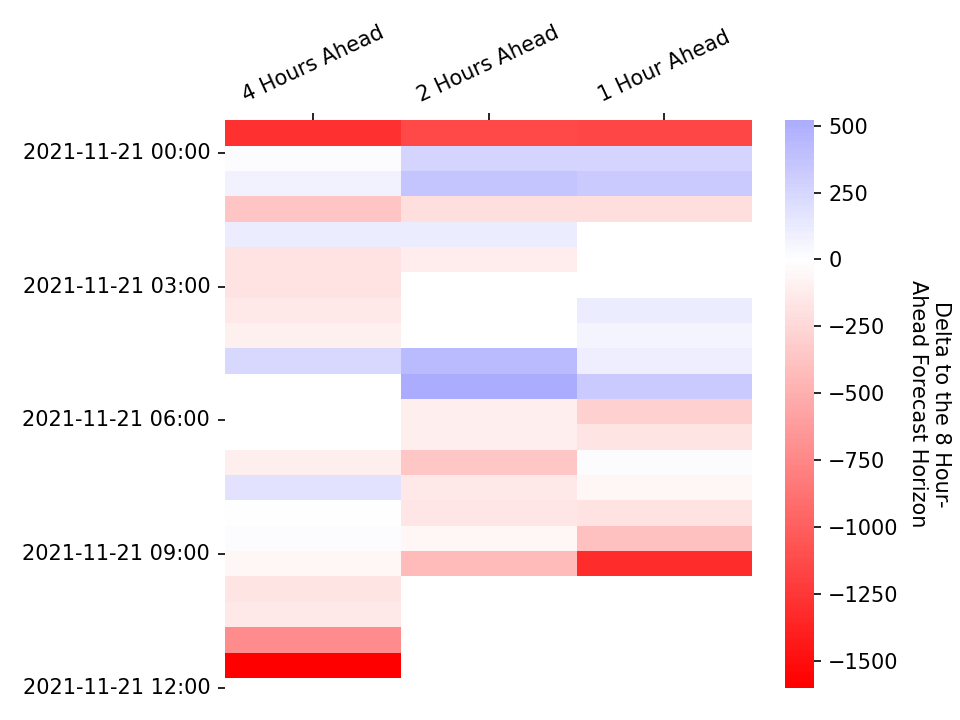 4 Hours Ahead
2 Hours Ahead
1 Hour Ahead
2021-11-21 00:00
2021-11-21 03:00
2021-11-21 06:00
2021-11-21 09:00
2021-11-21 12:00
500
250
0
−250
−500
−750
−1000
−1250
−1500
Delta to the 8 Hour-
Ahead Forecast Horizon